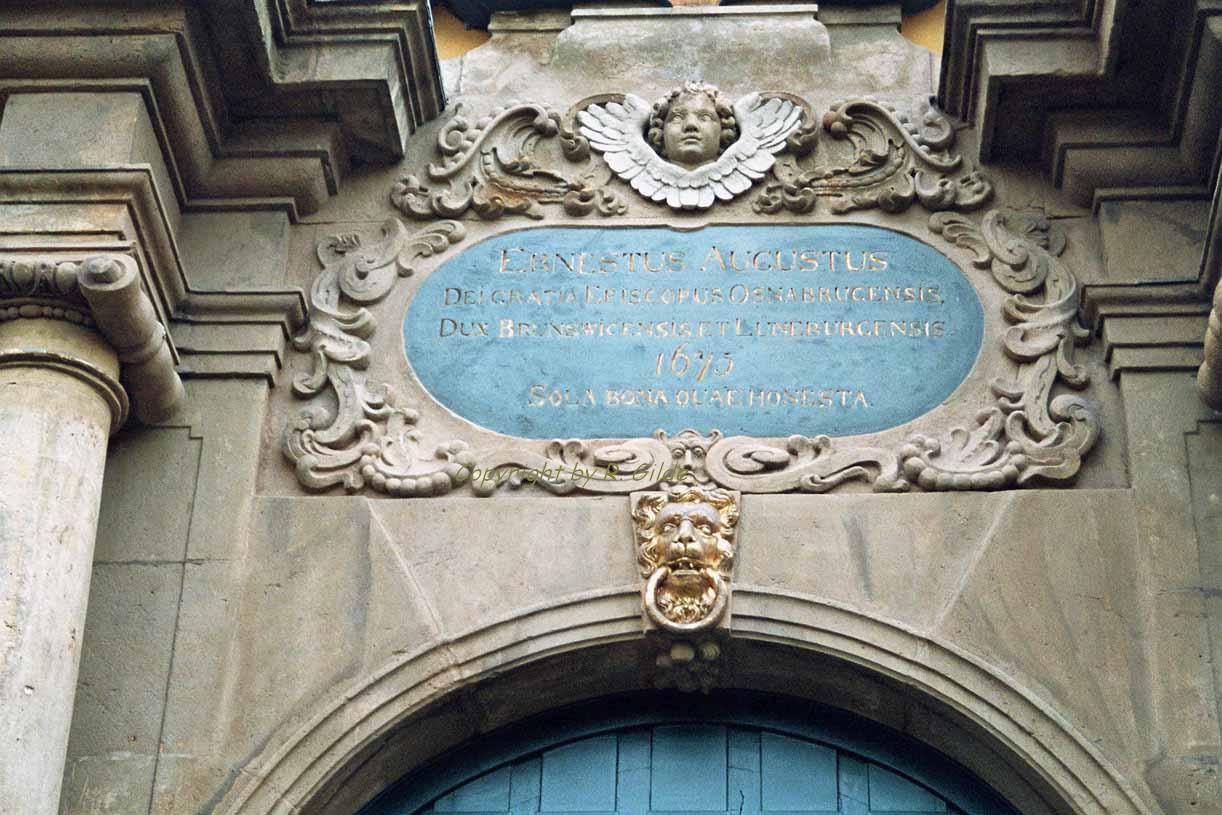 ERNESTUS AUGUSTUS
DEI GRATIA EPISCOPUS OSNABRUGENSIS,
DUX BRUNSWICENSIS ET LUNEBURGENSIS.
1675
SOLA BONA QUAE HONESTA.
Copyright by R. Gilde